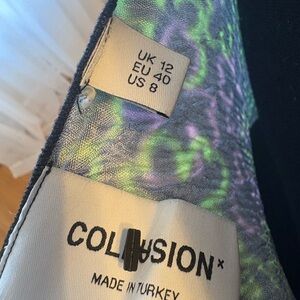 UK 12
EU 40
US 8
COLLUSION ˣ
MADE IN TURKEY